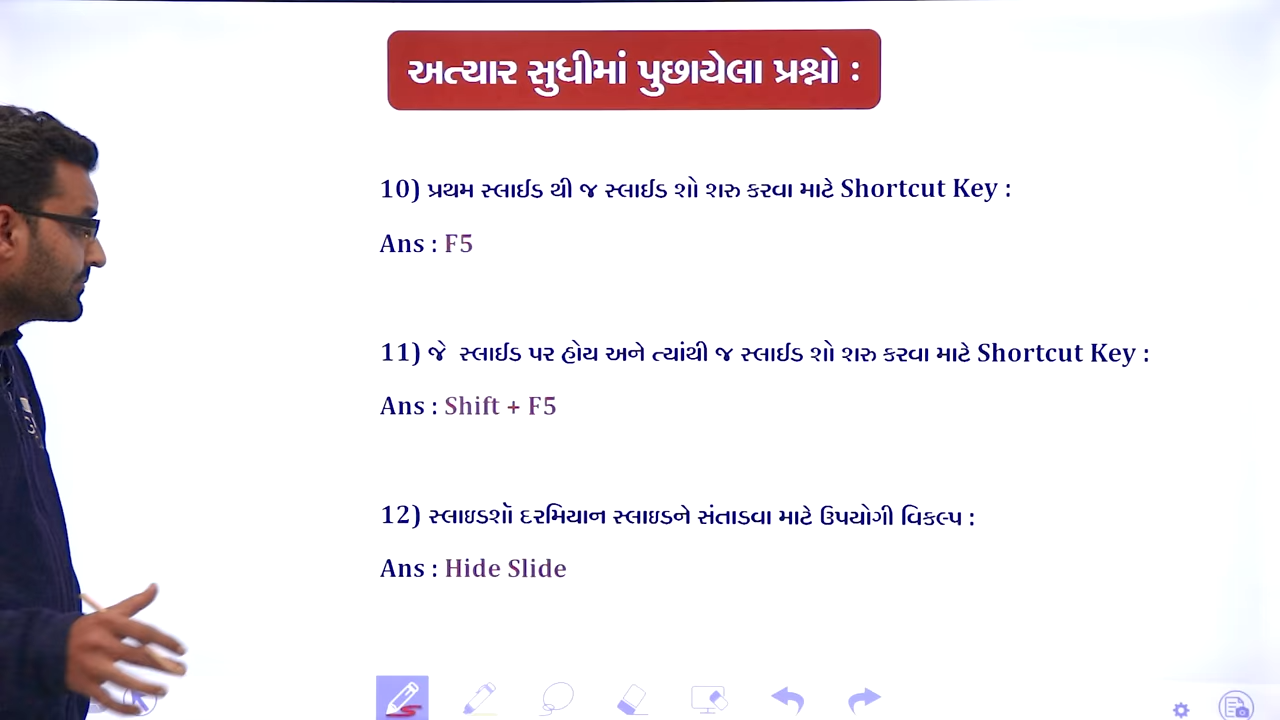 અત્યાર સુધીમાં પુછાયેલા પ્રશ્નો :
10) પ્રથમ સ્લાઈડ થી જ સ્લાઈડ શો શરુ કરવા માટે Shortcut Key :
Ans : F5
11) જે સ્લાઈડ પર હોય અને ત્યાંથી જ સ્લાઈડ શો શરુ કરવા માટે Shortcut Key :
Ans : Shift + F5
12) સ્લાઇડશૉ દરમિયાન સ્લાઇડને સંતાડવા માટે ઉપયોગી વિકલ્પ :
Ans : Hide Slide